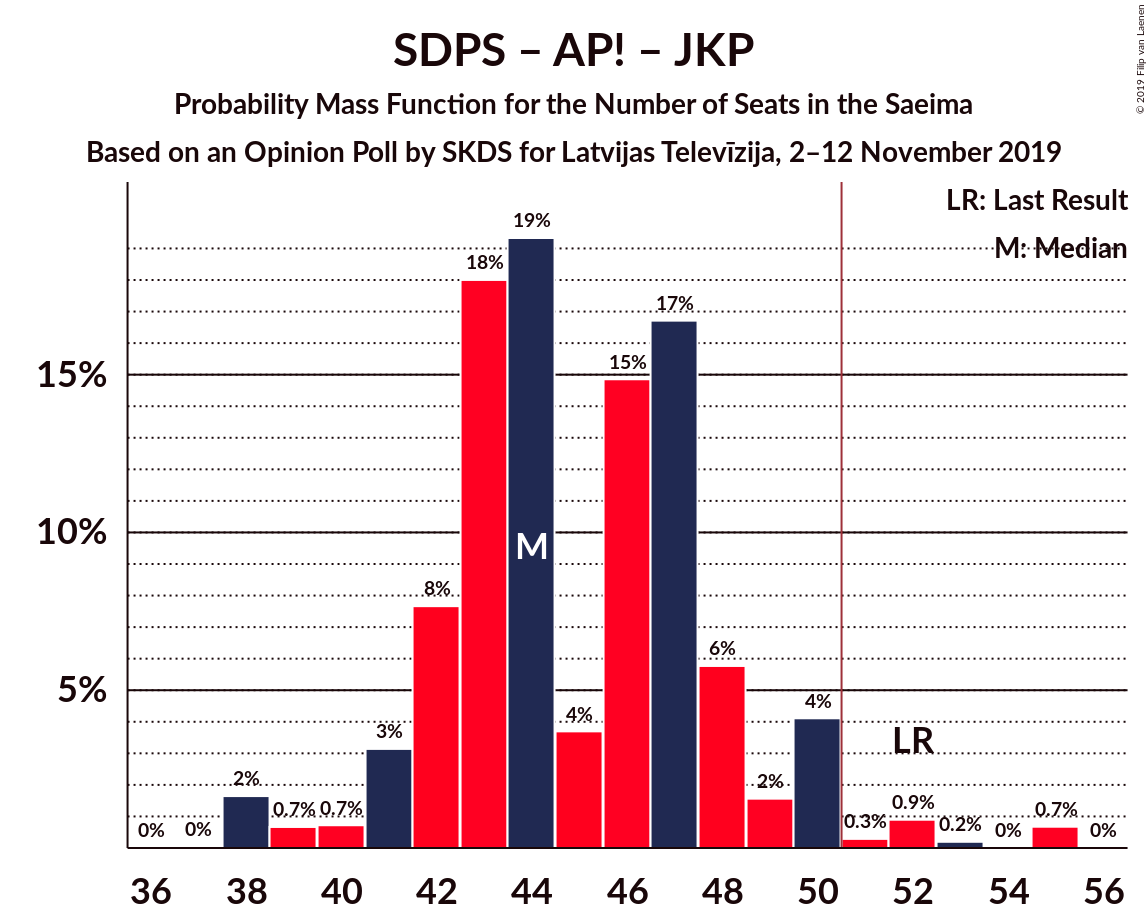 SDPS – AP! – JKP
Probability Mass Function for the Number of Seats in the Saeima
Based on an Opinion Poll by SKDS for Latvijas Televīzija, 2–12 November 2019
© 2019 Filip van Laenen
LR: Last Result
M: Median
15%
10%
5%
0%
0%
2%
0.7%
0.7%
3%
8%
18%
19%
4%
15%
17%
6%
2%
4%
0.3%
0.9%
0.2%
0%
0.7%
0%
M
LR
36 38 40 42 44 46 48 50 52 54 56